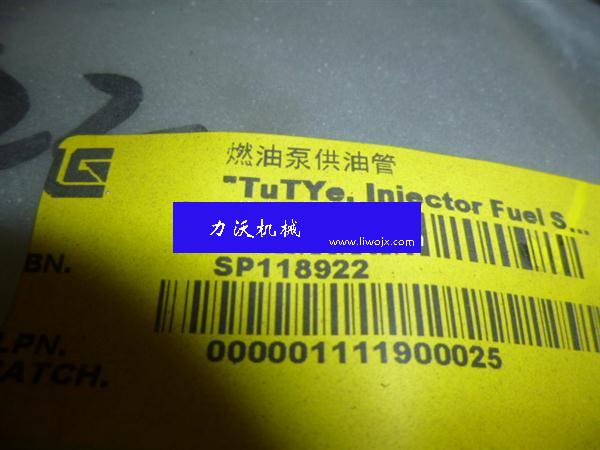 燃油泵供油管
"TuTYe, Injector Fuel S...
力沃机械
www.liwojx.com
BN.
SP118922
LPN.
BATCH.
000001111900025